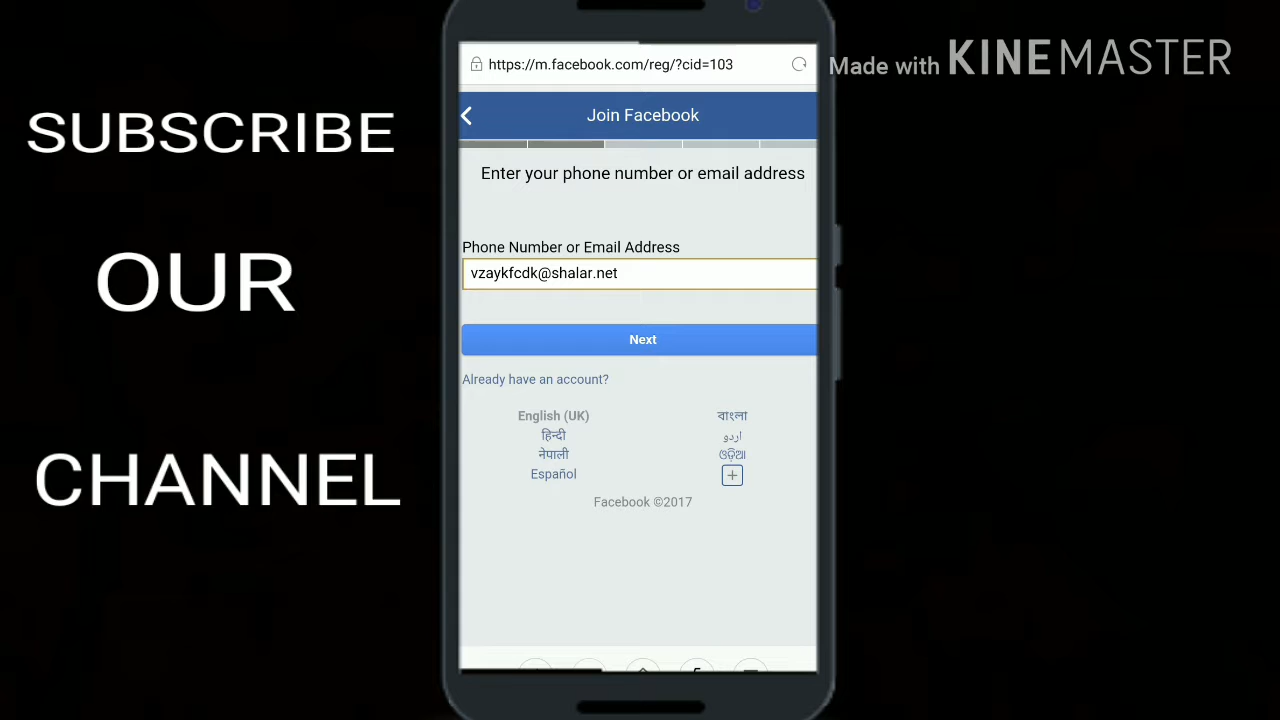 SUBSCRIBE
OUR
CHANNEL
Made with KINEMASTER
https://m.facebook.com/reg/?cid=103
Join Facebook
Enter your phone number or email address
Phone Number or Email Address
vzaykfcdk@shalar.net
Next
Already have an account?
English (UK)
বাংলা
हिन्दी
اردو
नेपाली
ଓଡ଼ିଆ
Español
Facebook ©2017